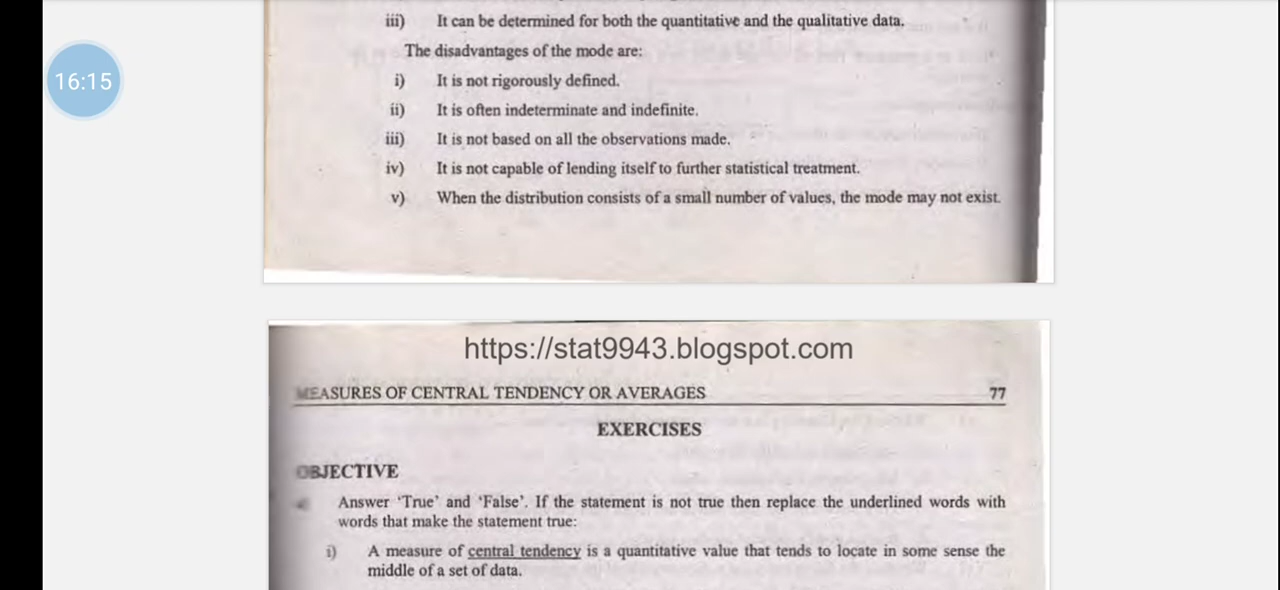 iii) It can be determined for both the quantitative and the qualitative data.
The disadvantages of the mode are:
16:15
i) It is not rigorously defined.
ii) It is often indeterminate and indefinite.
iii) It is not based on all the observations made.
iv) It is not capable of lending itself to further statistical treatment.
v) When the distribution consists of a small number of values, the mode may not exist.
https://stat9943.blogspot.com
MEASURES OF CENTRAL TENDENCY OR AVERAGES 77
EXERCISES
OBJECTIVE
Answer ‘True’ and ‘False’. If the statement is not true then replace the underlined words with
words that make the statement true:
i) A measure of central tendency is a quantitative value that tends to locate in some sense the
middle of a set of data.